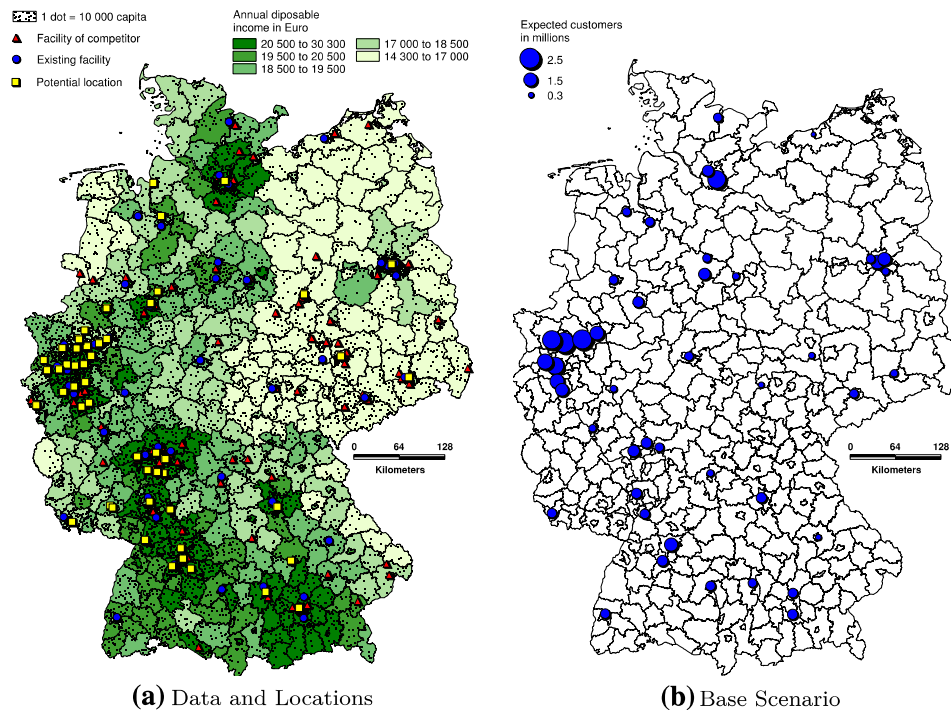 1 dot = 10 000 capita
Facility of competitor
Existing facility
Potential location
Annual diposable
income in Euro
20 500 to 30 300
19 500 to 20 500
18 500 to 19 500
17 000 to 18 500
14 300 to 17 000
0 64 128
Kilometers
(a) Data and Locations
Expected customers
in millions
2.5
1.5
0.3
0 64 128
Kilometers
(b) Base Scenario